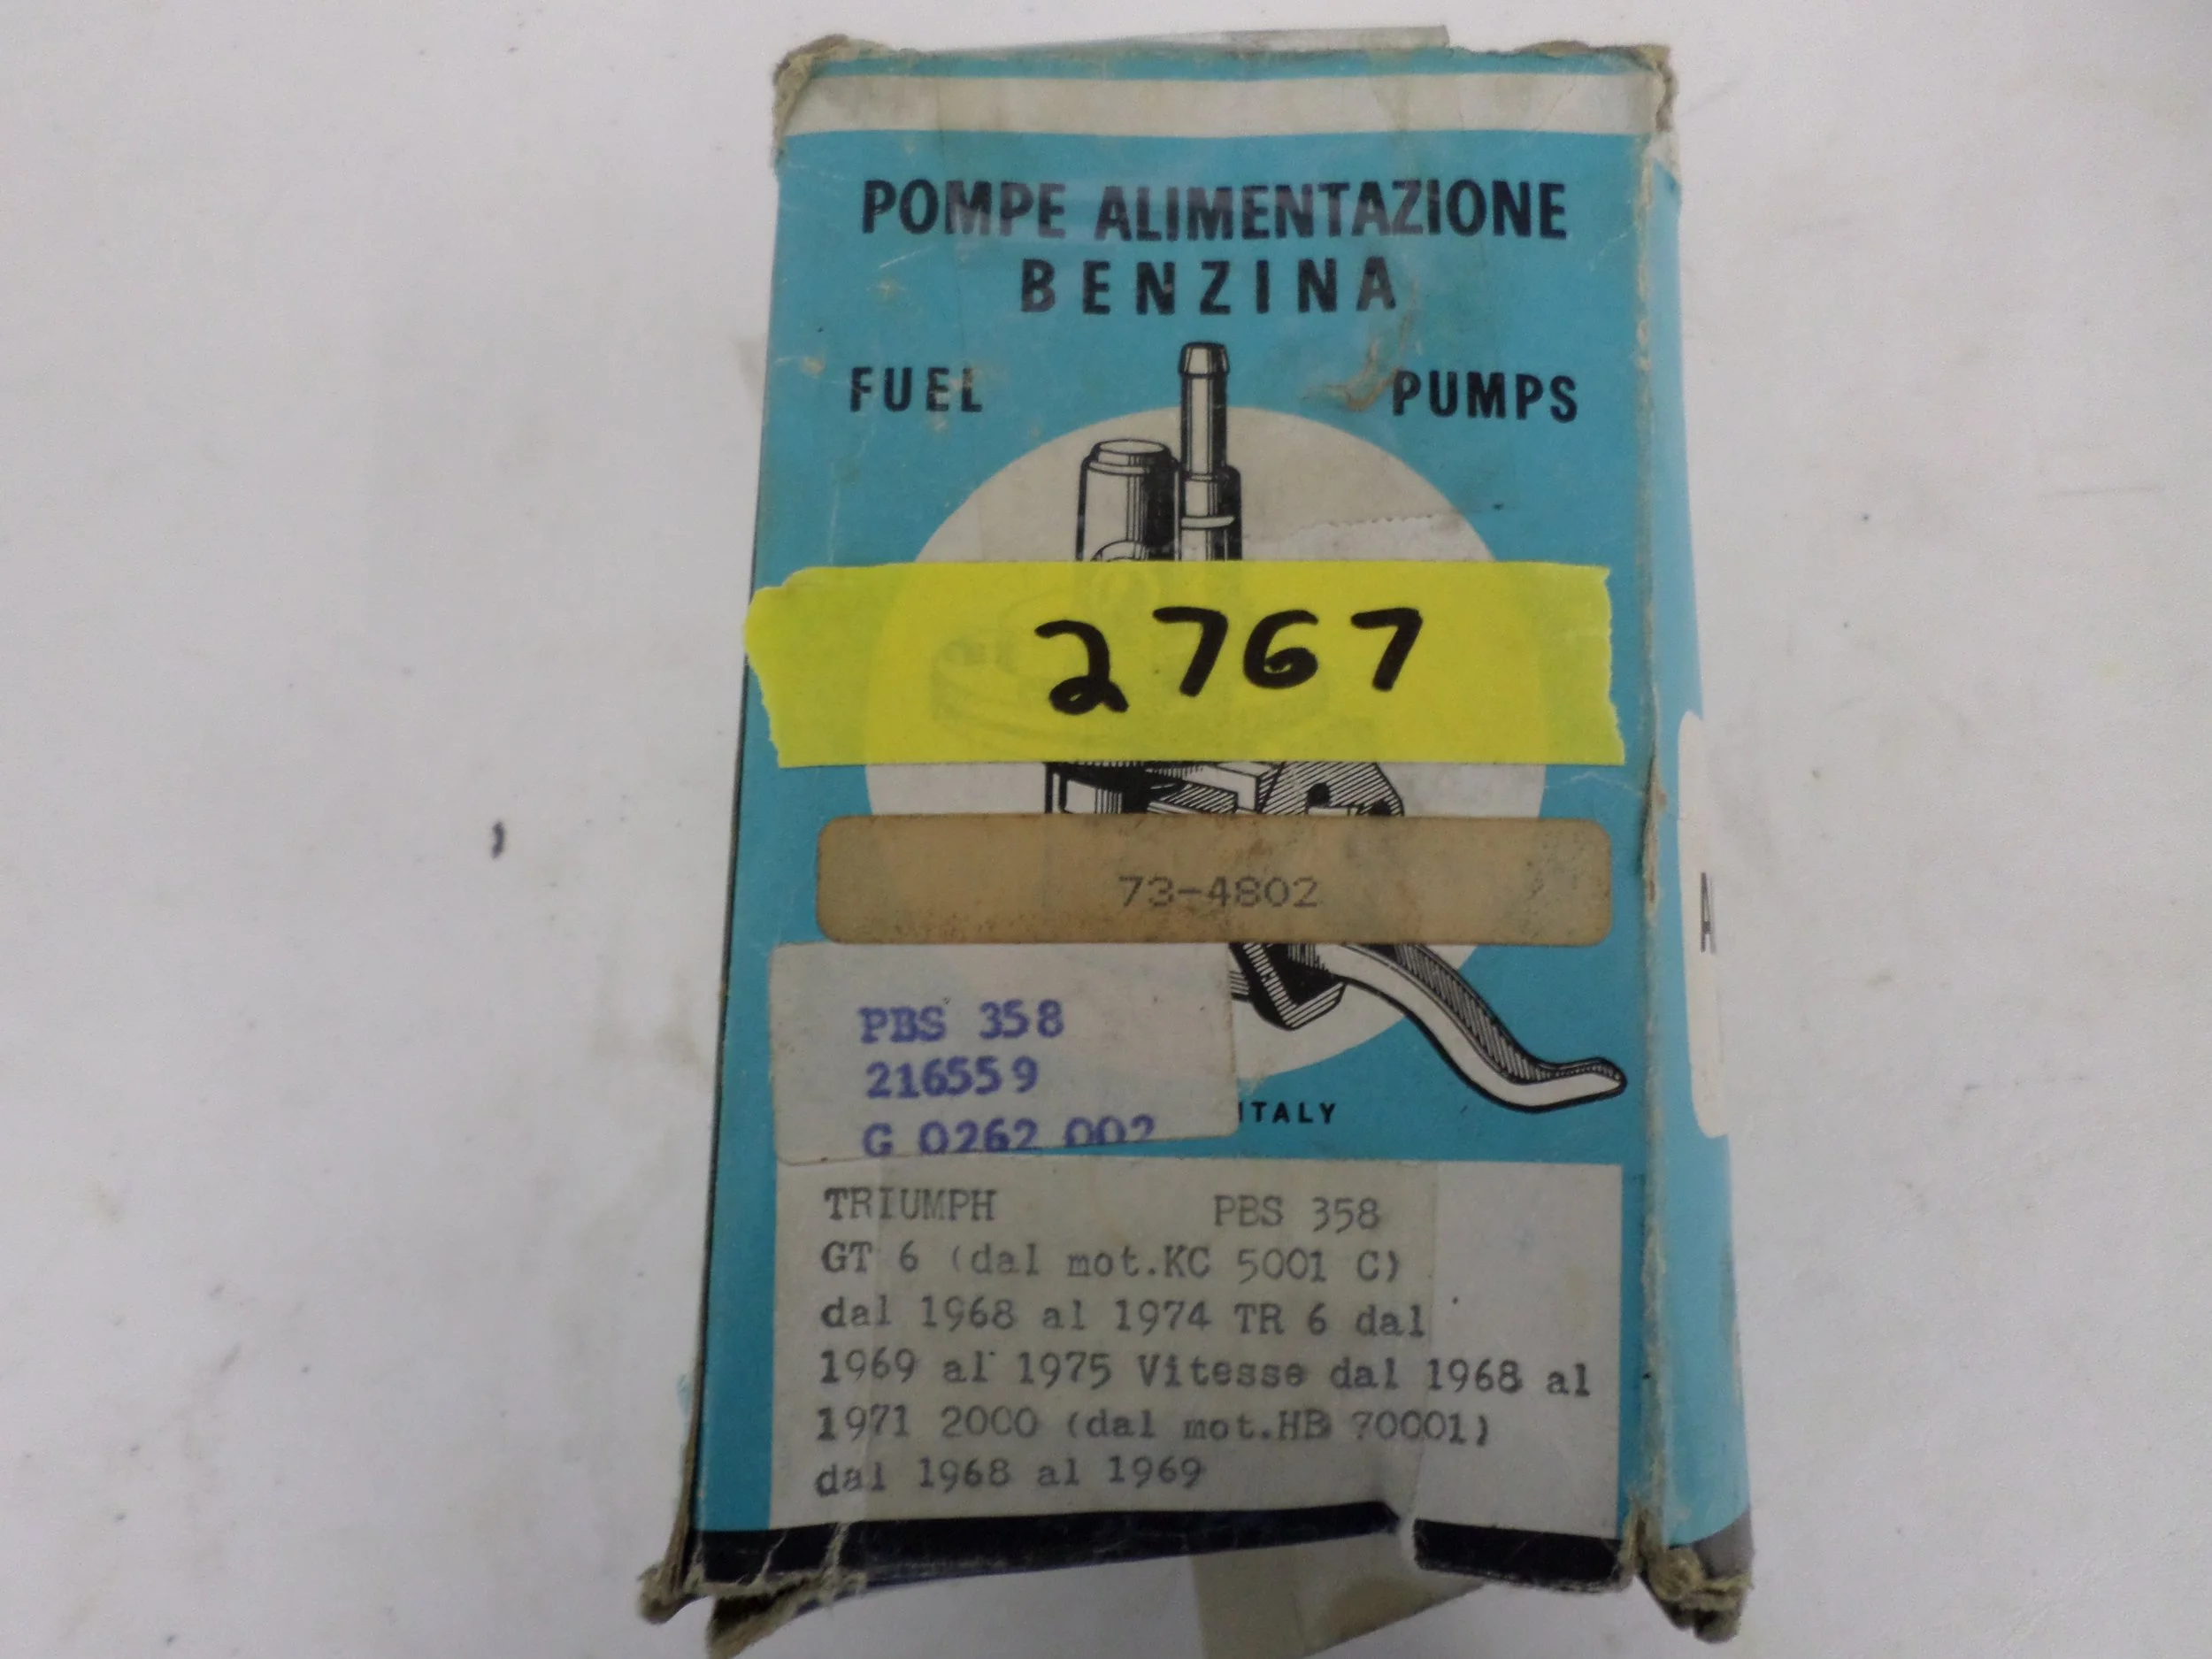 POMPE ALIMENTAZIONE
BENZINA
FUEL PUMPS
2767
73-4802
PBS 358
216559
G 0262 002
ITALY
TRIUMPH PBS 358
GT 6 (dal mot.KC 5001 C)
dal 1968 al 1974 TR 6 dal
1969 al 1975 Vitesse dal 1968 al
1971 2000 (dal mot.HB 70001)
dal 1968 al 1969
A